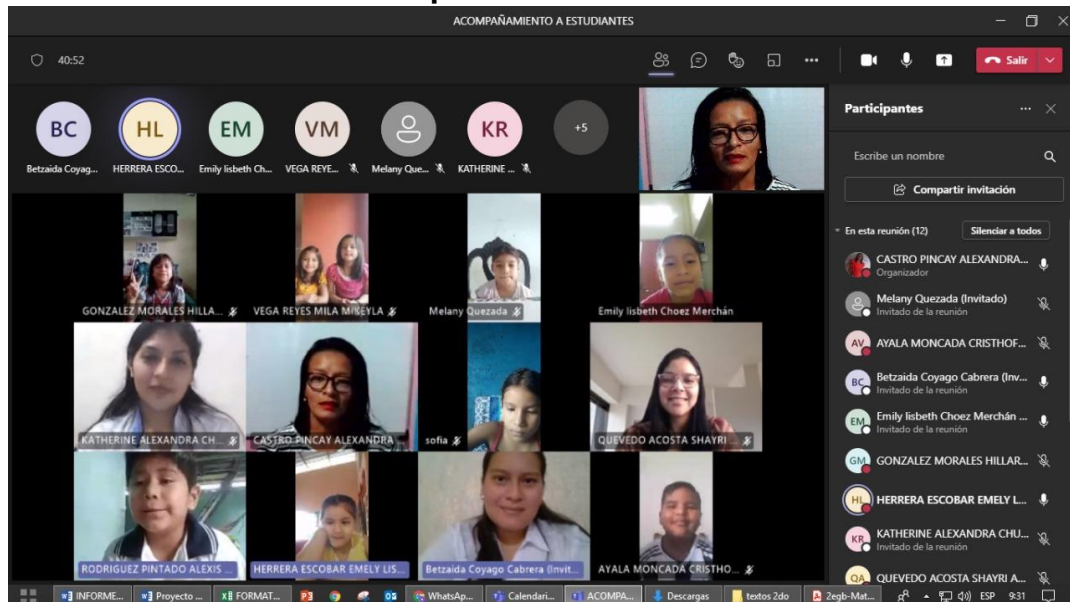 ACOMPAÑAMIENTO A ESTUDIANTES
40:52
Salir
BC
HL
EM
VM
KR
+5
Betzaida Coyag...
HERRERA ESCO...
Emily lisbeth Ch...
VEGA REYE...
Melany Que...
KATHERINE ...
GONZALEZ MORALES HILLA...
VEGA REYES MILA MIKEYLA
Melany Quezada
Emily lisbeth Choez Merchán
KATHERINE ALEXANDRA CH...
CASTRO PINCAY ALEXANDRA
sofia
QUEVEDO ACOSTA SHAYRI ...
RODRIGUEZ PINTADO ALEXIS ...
HERRERA ESCOBAR EMELY LIS...
Betzaida Coyago Cabrera (Invit...
AYALA MONCADA CRISTHO...
Participantes
Escribe un nombre
Compartir invitación
En esta reunión (12)
Silenciar a todos
CASTRO PINCAY ALEXANDRA...
Organizador
Melany Quezada (Invitado)
Invitado de la reunión
AV
AYALA MONCADA CRISTHOF...
BC
Betzaida Coyago Cabrera (Inv...
Invitado de la reunión
EM
Emily lisbeth Choez Merchán ...
Invitado de la reunión
GM
GONZALEZ MORALES HILLAR...
HL
HERRERA ESCOBAR EMELY L...
KR
KATHERINE ALEXANDRA CHU...
Invitado de la reunión
QA
QUEVEDO ACOSTA SHAYRI A...
INFORME...
Proyecto ...
FORMAT...
WhatsAp...
Calendari...
ACOMPA...
Descargas
textos 2do
2egb-Mat...
ESP
9:31